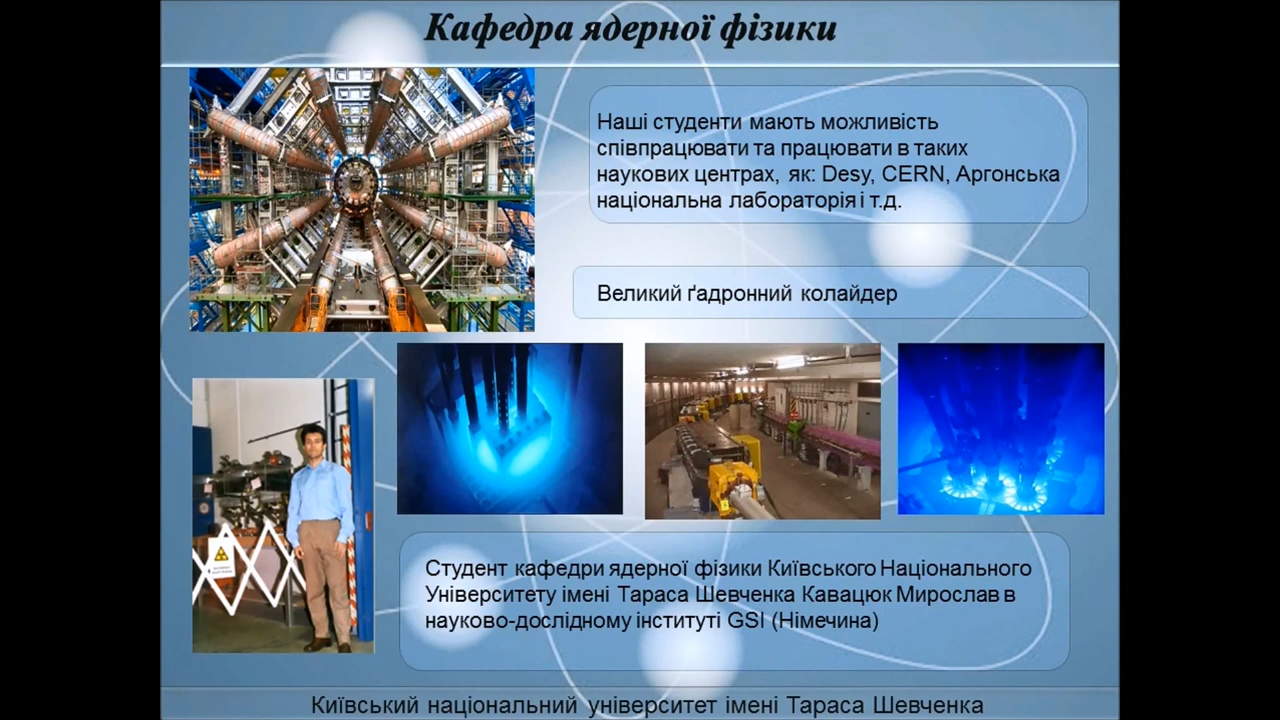 Кафедра ядерної фізики
Наші студенти мають можливість
співпрацювати та працювати в таких
наукових центрах, як: Desy, CERN, Аргонська
національна лабораторія і т.д.
Великий ґадронний колайдер
Студент кафедри ядерної фізики Київського Національного
Університету імені Тараса Шевченка Кавацюк Мирослав в
науково-дослідному інституті GSI (Німечина)
Київський національний університет імені Тараса Шевченка